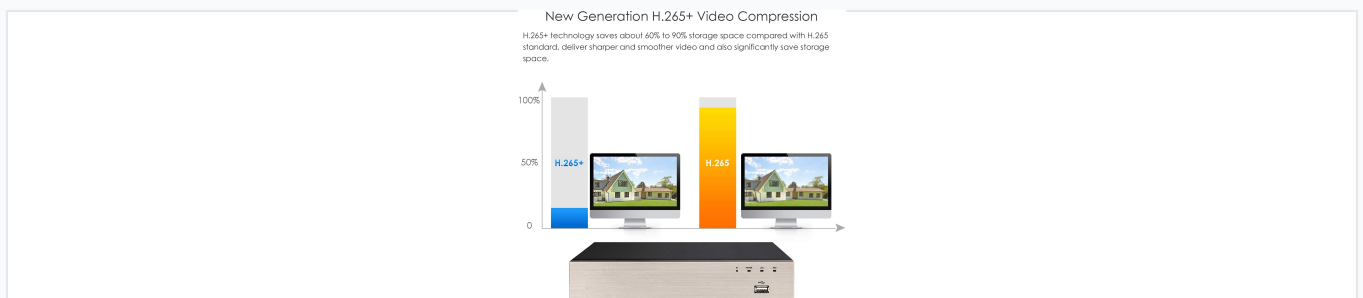 New Generation H.265+ Video Compression
H.265+ technology saves about 60% to 90% storage space compared with H.265
standard, deliver sharper and smoother video and also significantly save storage
space.
100%
50%
H.265+
H.265
0